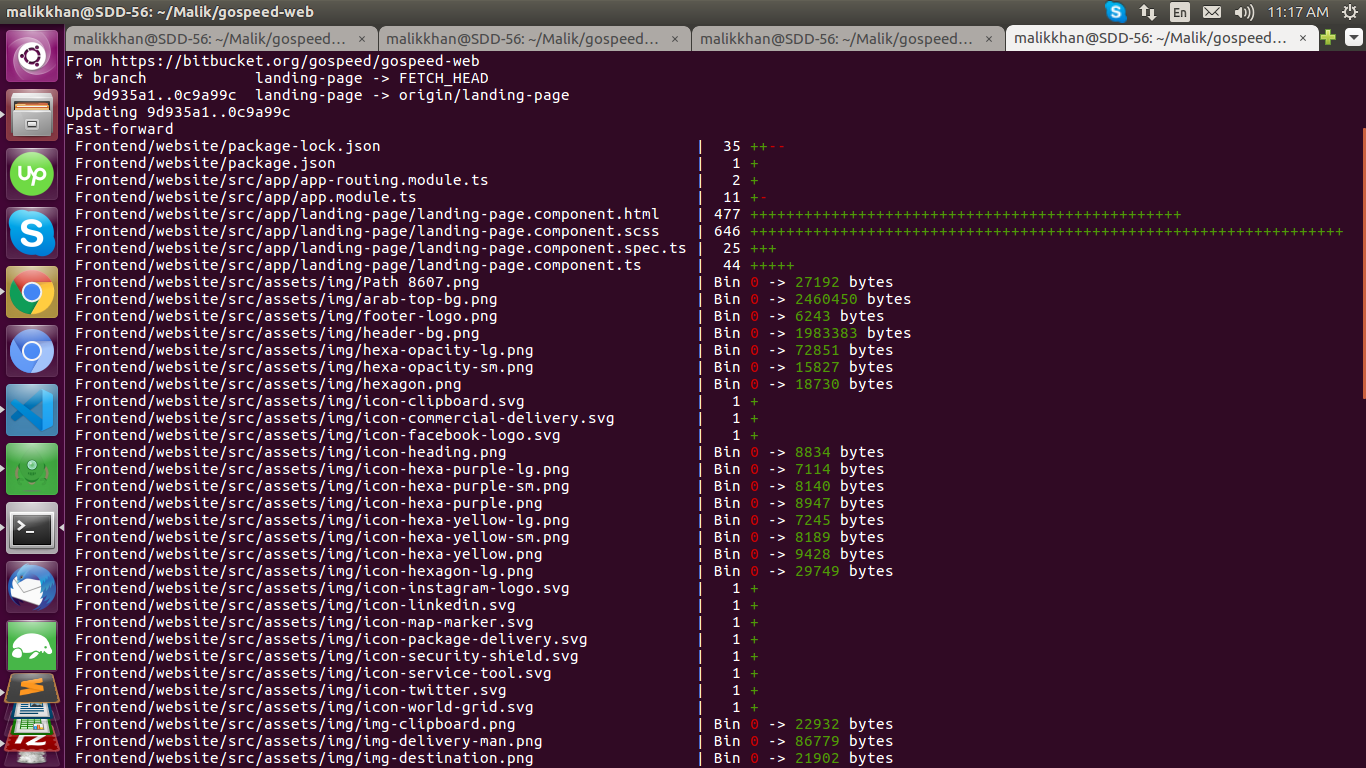 malikkhan@SDD-56: ~/Malik/gospeed-web
En
11:17 AM
malikkhan@SDD-56: ~/Malik/gospeed... ×
malikkhan@SDD-56: ~/Malik/gospeed... ×
malikkhan@SDD-56: ~/Malik/gospeed... ×
malikkhan@SDD-56: ~/Malik/gospeed... ×
From https://bitbucket.org/gospeed/gospeed-web
* branch landing-page -> FETCH_HEAD
9d935a1..0c9a99c landing-page -> origin/landing-page
Updating 9d935a1..0c9a99c
Fast-forward
Frontend/website/package-lock.json | 35 ++--
Frontend/website/package.json | 1 +
Frontend/website/src/app/app-routing.module.ts | 2 +
Frontend/website/src/app/app.module.ts | 11 +-
Frontend/website/src/app/landing-page/landing-page.component.html | 477 ++++++++++++++++++++++++++++++++++++++++++++++++
Frontend/website/src/app/landing-page/landing-page.component.scss | 646 ++++++++++++++++++++++++++++++++++++++++++++++++++++++++++++++++++
Frontend/website/src/app/landing-page/landing-page.component.spec.ts | 25 +++
Frontend/website/src/app/landing-page/landing-page.component.ts | 44 +++++
Frontend/website/src/assets/img/Path 8607.png | Bin 0 -> 27192 bytes
Frontend/website/src/assets/img/arab-top-bg.png | Bin 0 -> 2460450 bytes
Frontend/website/src/assets/img/footer-logo.png | Bin 0 -> 6243 bytes
Frontend/website/src/assets/img/header-bg.png | Bin 0 -> 1983383 bytes
Frontend/website/src/assets/img/hexa-opacity-lg.png | Bin 0 -> 72851 bytes
Frontend/website/src/assets/img/hexa-opacity-sm.png | Bin 0 -> 15827 bytes
Frontend/website/src/assets/img/hexagon.png | Bin 0 -> 18730 bytes
Frontend/website/src/assets/img/icon-clipboard.svg | 1 +
Frontend/website/src/assets/img/icon-commercial-delivery.svg | 1 +
Frontend/website/src/assets/img/icon-facebook-logo.svg | 1 +
Frontend/website/src/assets/img/icon-heading.png | Bin 0 -> 8834 bytes
Frontend/website/src/assets/img/icon-hexa-purple-lg.png | Bin 0 -> 7114 bytes
Frontend/website/src/assets/img/icon-hexa-purple-sm.png | Bin 0 -> 8140 bytes
Frontend/website/src/assets/img/icon-hexa-purple.png | Bin 0 -> 8947 bytes
Frontend/website/src/assets/img/icon-hexa-yellow-lg.png | Bin 0 -> 7245 bytes
Frontend/website/src/assets/img/icon-hexa-yellow-sm.png | Bin 0 -> 8189 bytes
Frontend/website/src/assets/img/icon-hexa-yellow.png | Bin 0 -> 9428 bytes
Frontend/website/src/assets/img/icon-hexagon-lg.png | Bin 0 -> 29749 bytes
Frontend/website/src/assets/img/icon-instagram-logo.svg | 1 +
Frontend/website/src/assets/img/icon-linkedin.svg | 1 +
Frontend/website/src/assets/img/icon-map-marker.svg | 1 +
Frontend/website/src/assets/img/icon-package-delivery.svg | 1 +
Frontend/website/src/assets/img/icon-security-shield.svg | 1 +
Frontend/website/src/assets/img/icon-service-tool.svg | 1 +
Frontend/website/src/assets/img/icon-twitter.svg | 1 +
Frontend/website/src/assets/img/icon-world-grid.svg | 1 +
Frontend/website/src/assets/img/img-clipboard.png | Bin 0 -> 22932 bytes
Frontend/website/src/assets/img/img-delivery-man.png | Bin 0 -> 86779 bytes
Frontend/website/src/assets/img/img-destination.png | Bin 0 -> 21902 bytes
up
S
>_